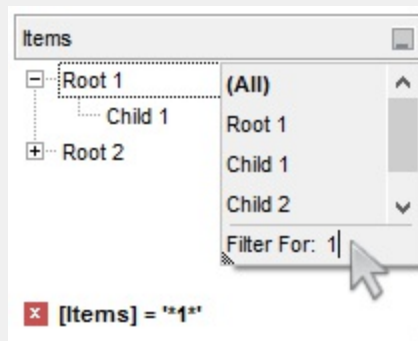 Items
Root 1
Child 1
Root 2
(All)
Root 1
Child 1
Child 2
Filter For: 1
[Items] = '*1*'